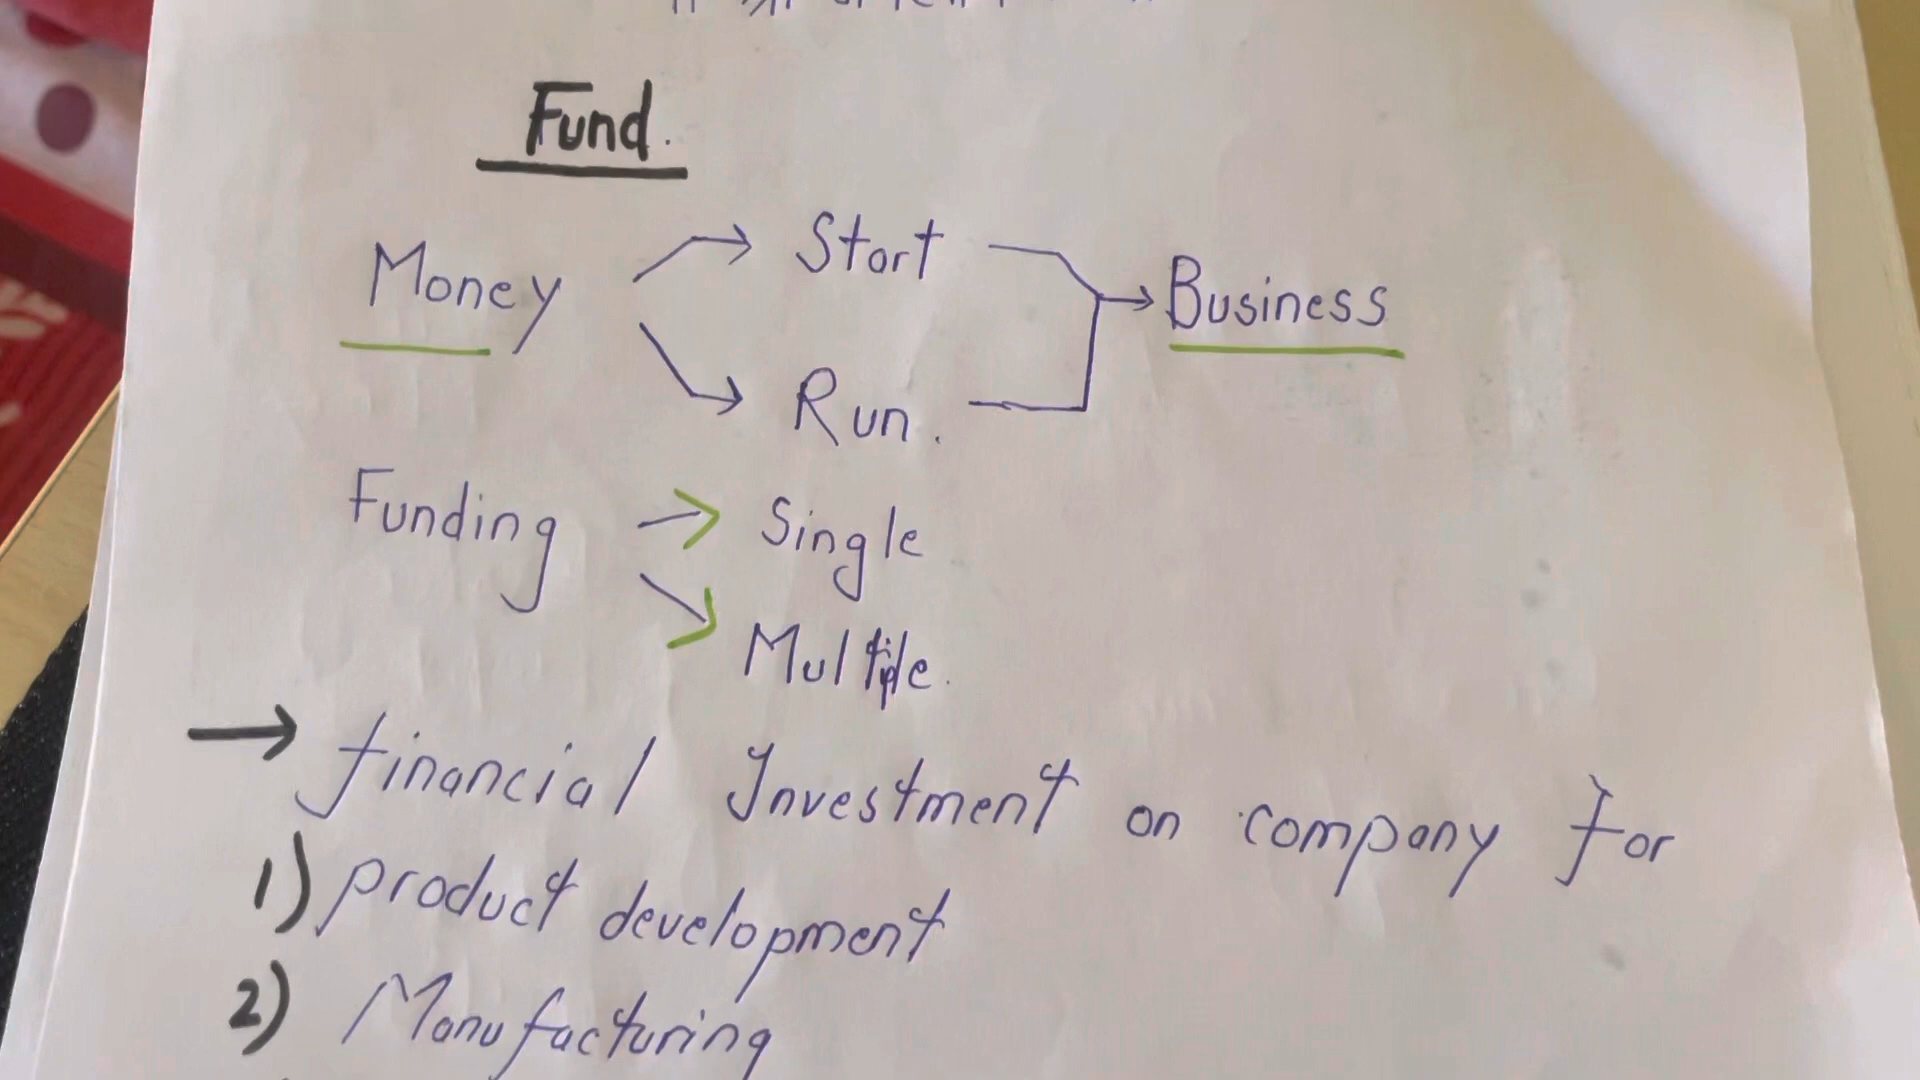 Fund.
Money → Start → Business
→ Run.
Funding → Single
→ Multiple.
→ financial Investment on company for
1) product development
2) Manufacturing